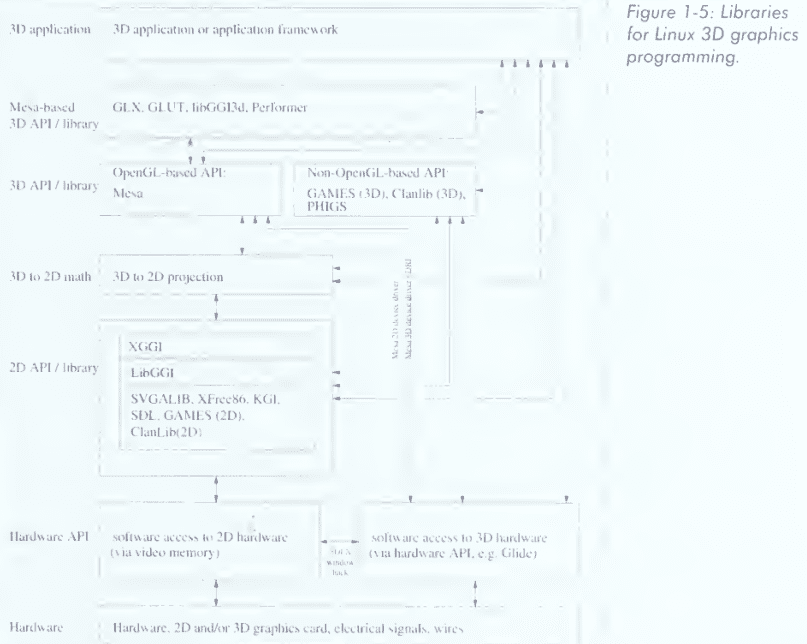 Figure 1-5: Libraries
for Linux 3D graphics
programming.
3D application
3D application or application framework
Mesa-based
3D API / library
GLX, GLUT, libGGI3d, Performer
3D API / library
OpenGL-based API:
Mesa
Non-OpenGL-based API:
GAMES (3D), Clanlib (3D),
PHIGS
3D to 2D math
3D to 2D projection
Mesa 2D device driver
Mesa 3D device driver
2D API / library
XGGI
LibGGI
SVGALIB, XFree86, KGI,
SDL, GAMES (2D),
ClanLib(2D)
Hardware API
software access to 2D hardware
(via video memory)
window
hack
software access to 3D hardware
(via hardware API, e.g. Glide)
Hardware
Hardware, 2D and/or 3D graphics card, electrical signals, wires